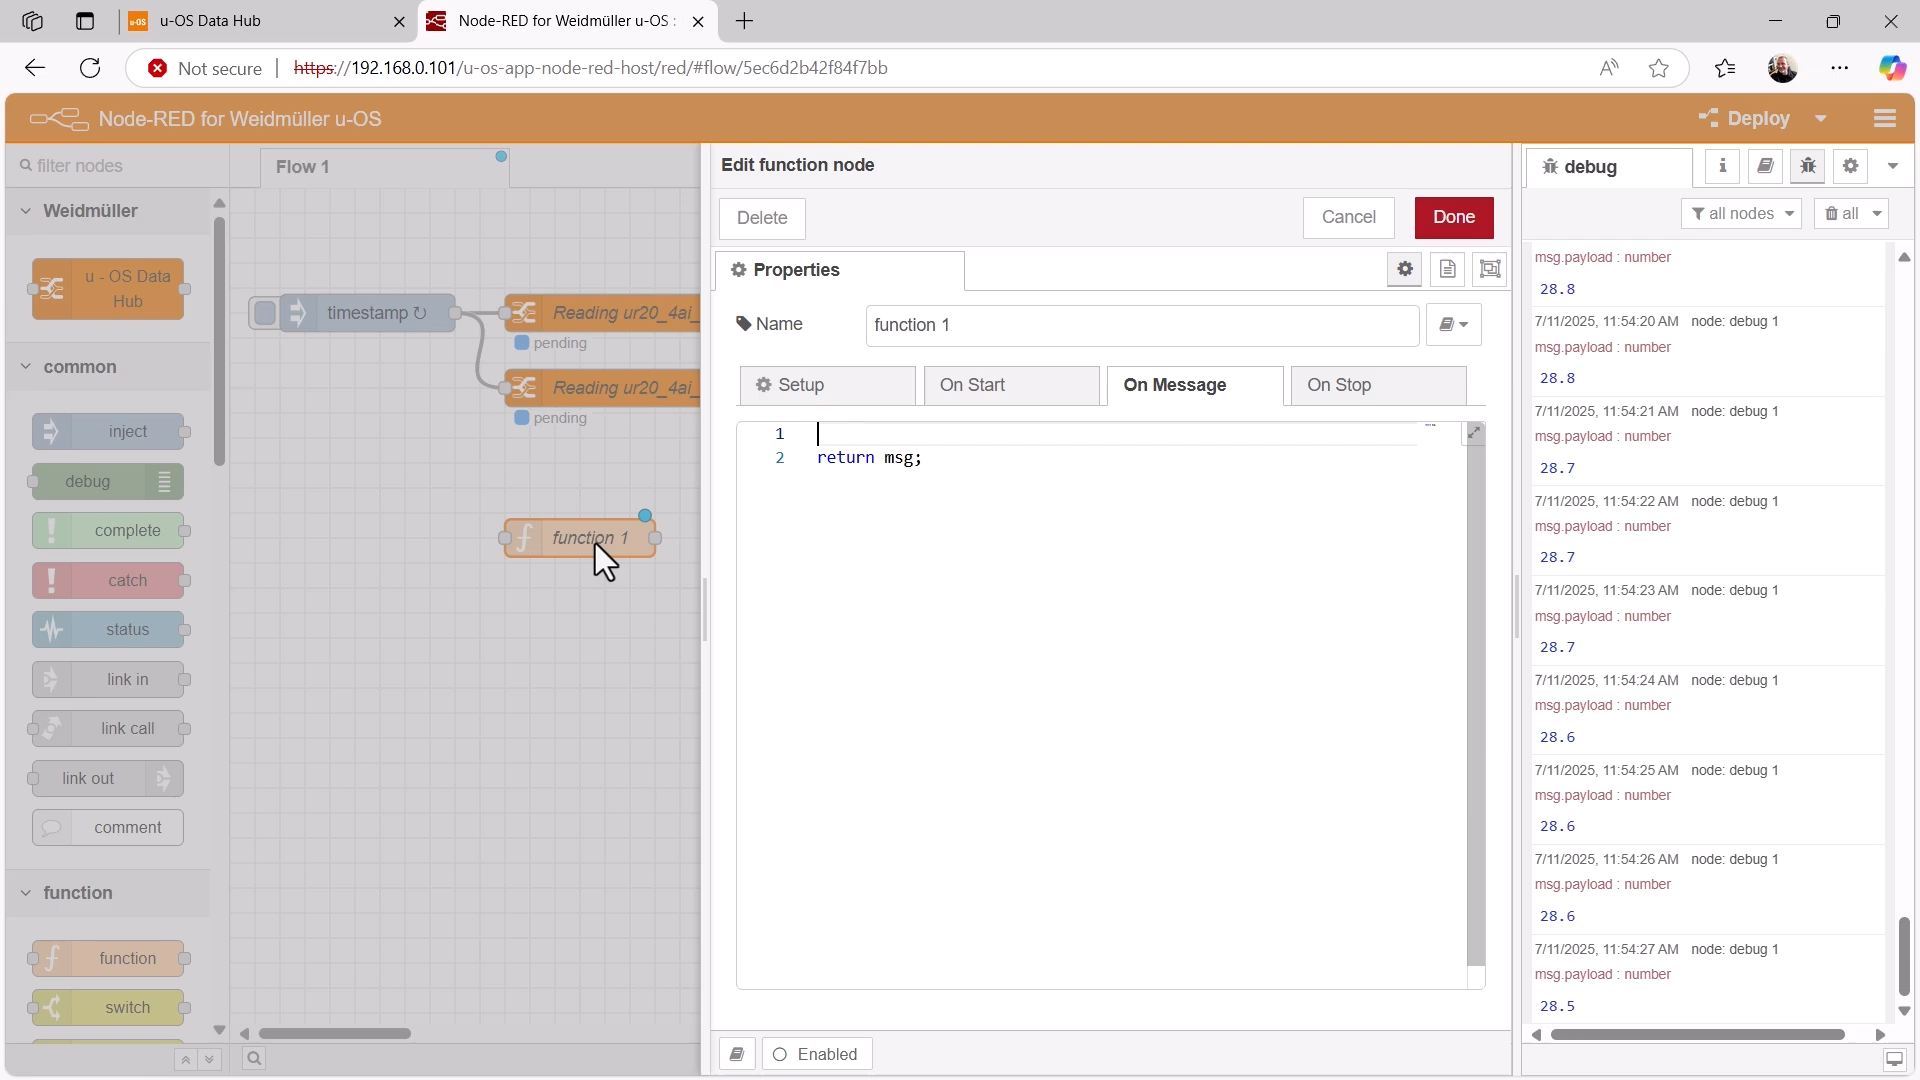 u-OS Data Hub
Node-RED for Weidmüller u-OS :
Not secure
https://192.168.0.101/u-os-app-node-red-host/red/#flow/5ec6d2b42f84f7bb
Node-RED for Weidmüller u-OS
Deploy
filter nodes
Weidmüller
u - OS Data
Hub
common
inject
debug
complete
catch
status
link in
link call
link out
comment
function
function
switch
Flow 1
timestamp ↻
Reading ur20_4ai_
pending
Reading ur20_4ai_
pending
function 1
Edit function node
Delete
Cancel
Done
Properties
Name
function 1
Setup
On Start
On Message
On Stop
1
2 return msg;
Enabled
debug
all nodes
all
msg.payload : number
28.8
7/11/2025, 11:54:20 AM node: debug 1
msg.payload : number
28.8
7/11/2025, 11:54:21 AM node: debug 1
msg.payload : number
28.7
7/11/2025, 11:54:22 AM node: debug 1
msg.payload : number
28.7
7/11/2025, 11:54:23 AM node: debug 1
msg.payload : number
28.7
7/11/2025, 11:54:24 AM node: debug 1
msg.payload : number
28.6
7/11/2025, 11:54:25 AM node: debug 1
msg.payload : number
28.6
7/11/2025, 11:54:26 AM node: debug 1
msg.payload : number
28.6
7/11/2025, 11:54:27 AM node: debug 1
msg.payload : number
28.5